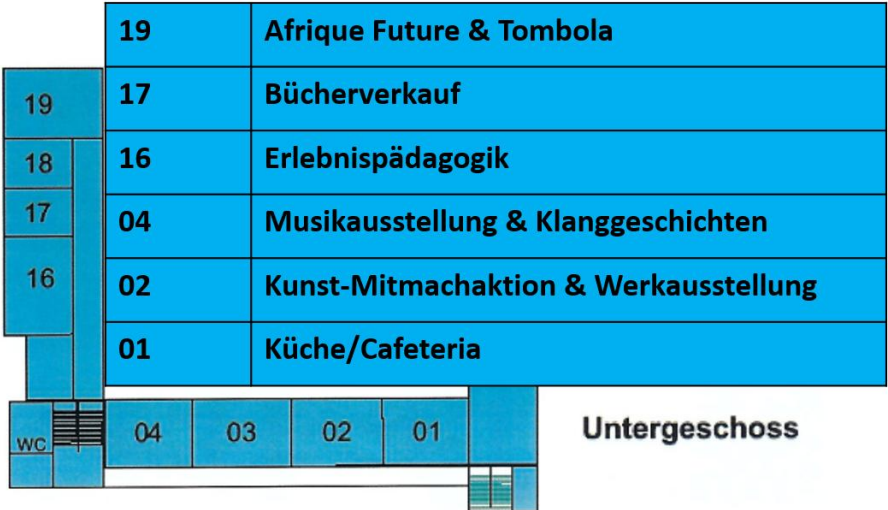 19 Afrique Future & Tombola
17 Bücherverkauf
16 Erlebnispädagogik
04 Musikausstellung & Klanggeschichten
02 Kunst-Mitmachaktion & Werkausstellung
01 Küche/Cafeteria
19
18
17
16
WC 04 03 02 01
Untergeschoss